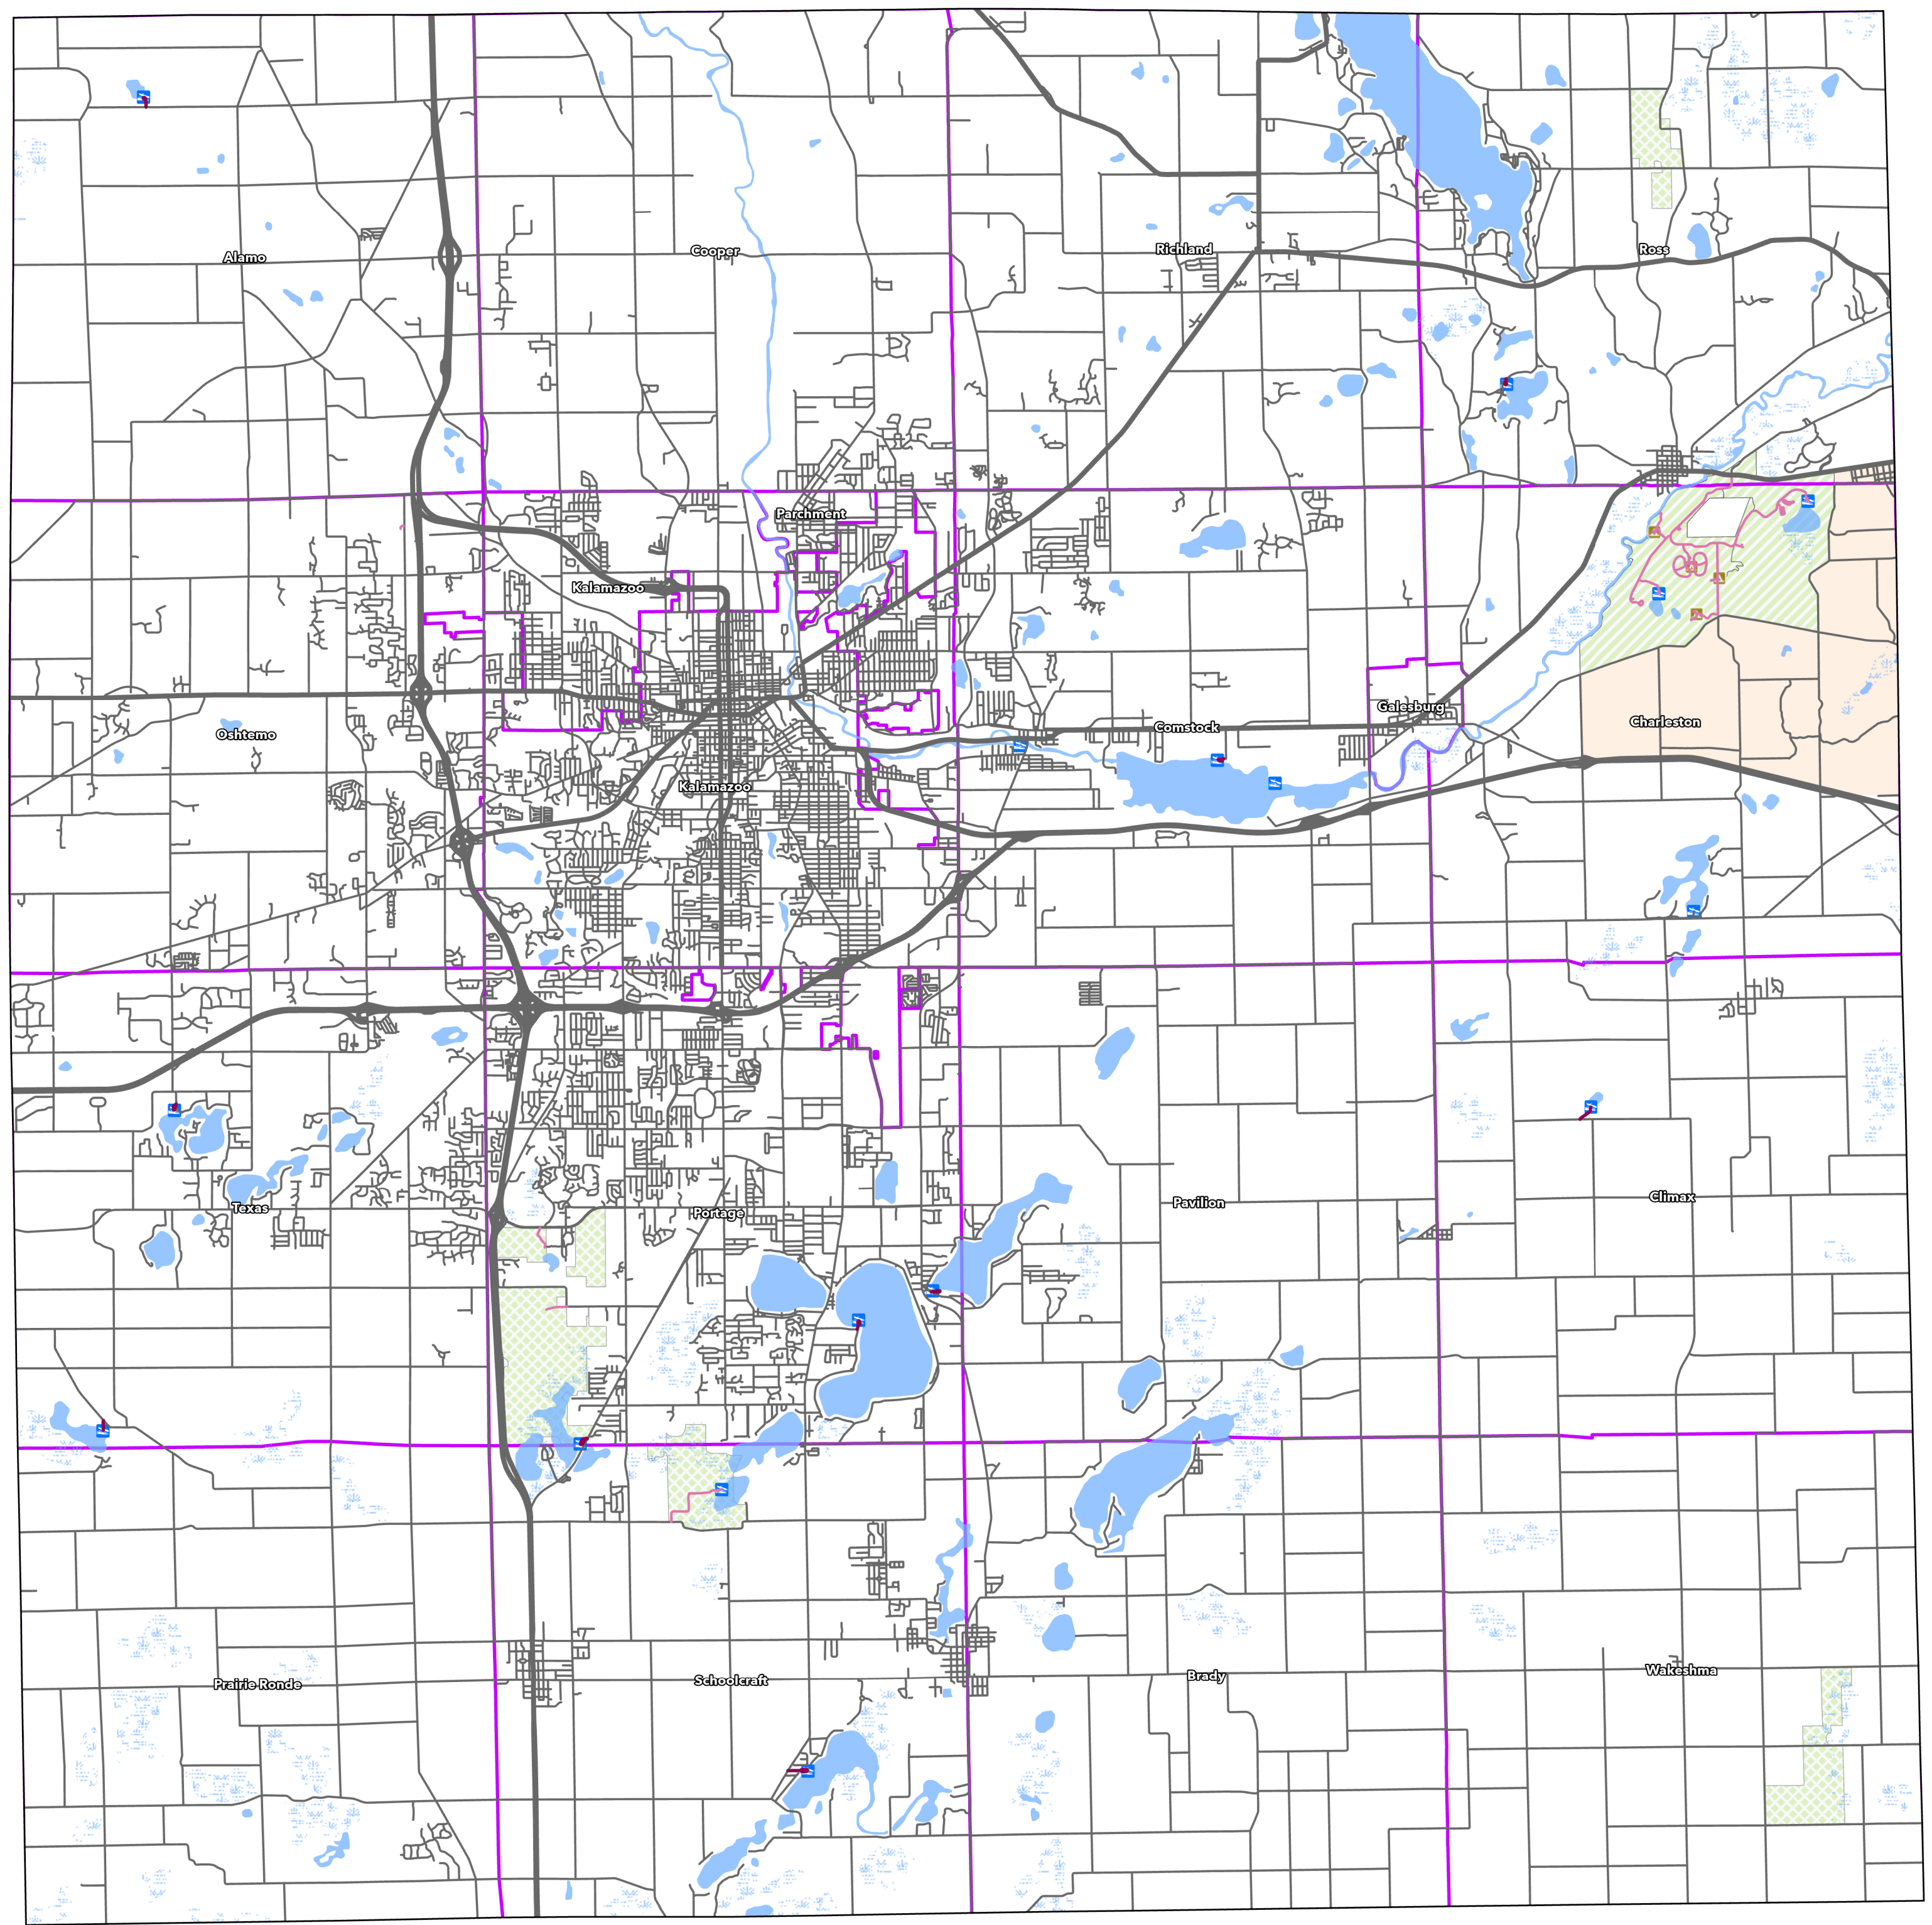 Alamo
Cooper
Richland
Ross
Parchment
Kalamazoo
Oshtemo
Kalamazoo
Comstock
Galesburg
Charleston
Texas
Portage
Pavilion
Climax
Prairie Ronde
Schoolcraft
Brady
Wakeshma